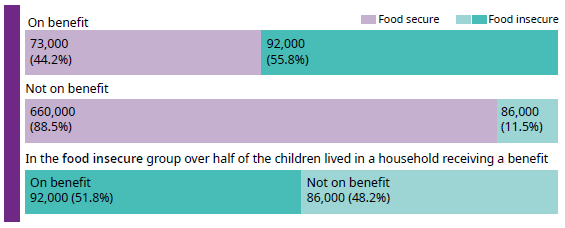 On benefit
Food secure
Food insecure
73,000
(44.2%)
92,000
(55.8%)
Not on benefit
660,000
(88.5%)
86,000
(11.5%)
In the food insecure group over half of the children lived in a household receiving a benefit
On benefit
92,000 (51.8%)
Not on benefit
86,000 (48.2%)